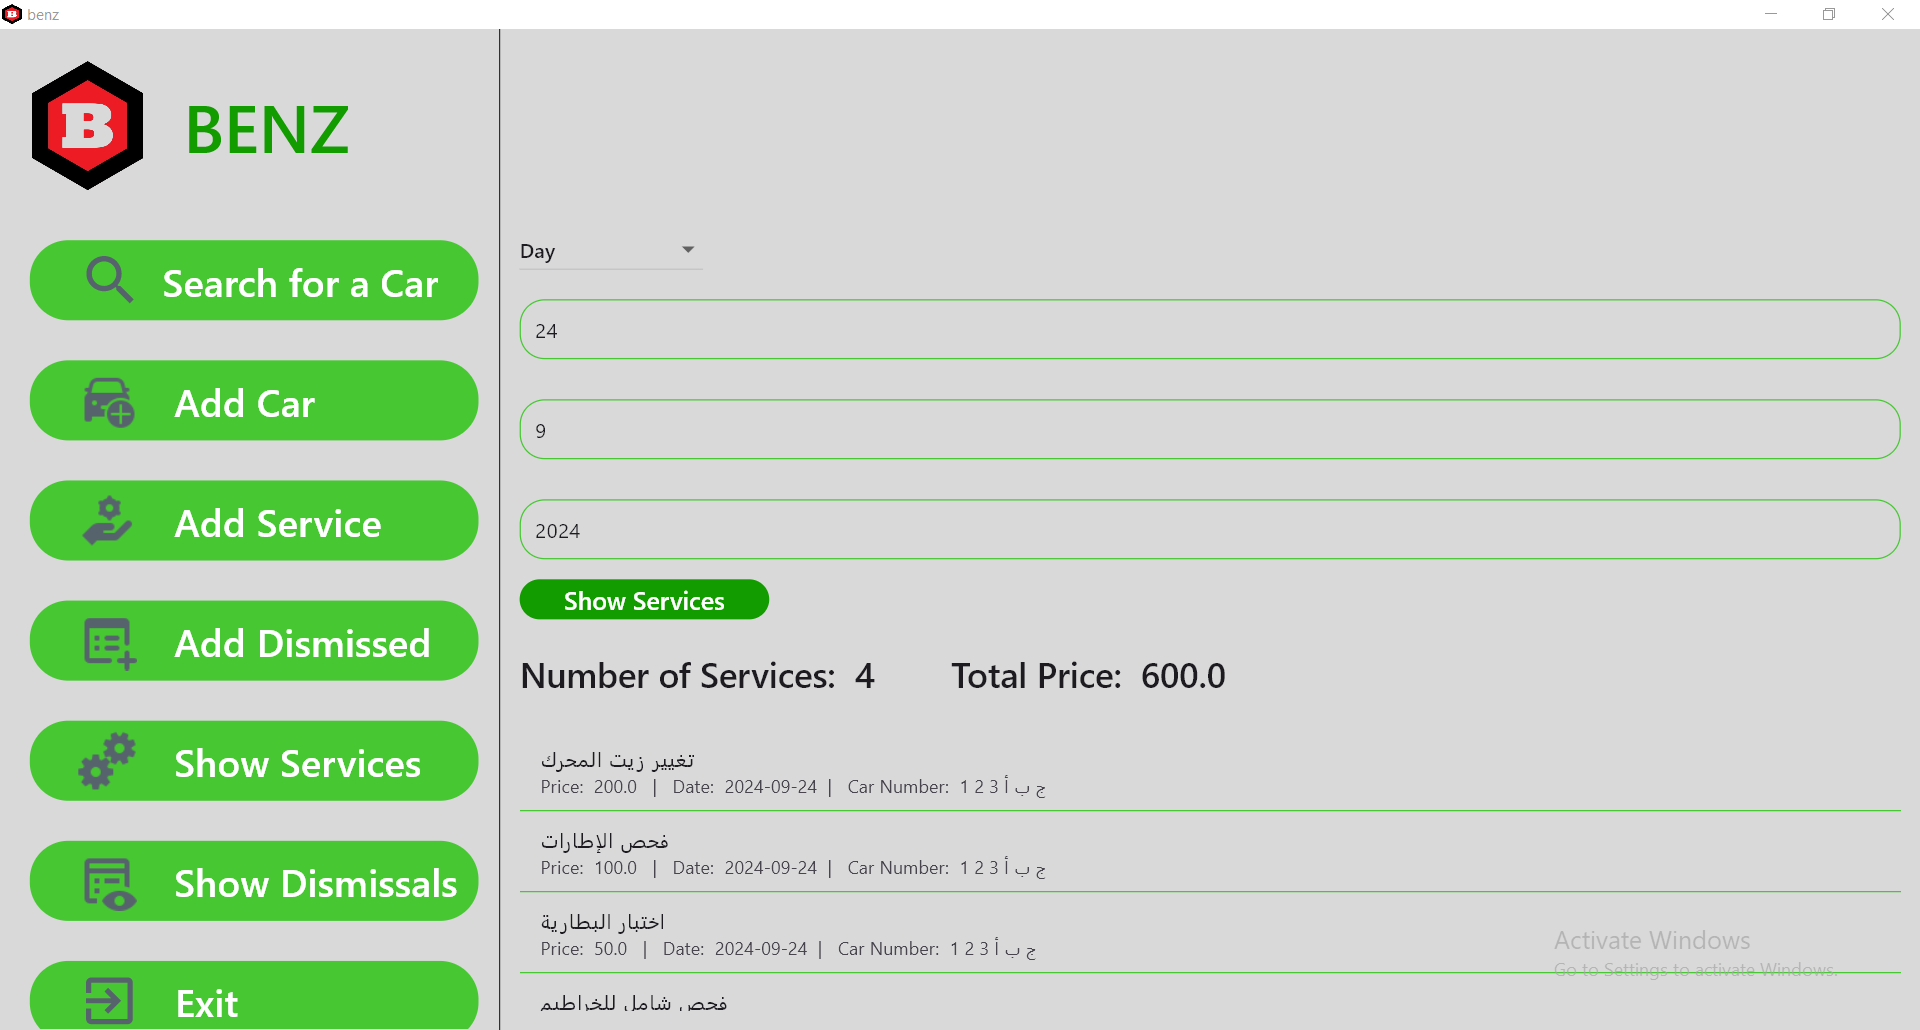 benz
B
BENZ
Search for a Car
Add Car
Add Service
Add Dismissed
Show Services
Show Dismissals
Exit
Day
24
9
2024
Show Services
Number of Services: 4 Total Price: 600.0
تغيير زيت المحرك
Price: 200.0 | Date: 2024-09-24 | Car Number: 1 2 3 أ ب ج
فحص الإطارات
Price: 100.0 | Date: 2024-09-24 | Car Number: 1 2 3 أ ب ج
اختبار البطارية
Price: 50.0 | Date: 2024-09-24 | Car Number: 1 2 3 أ ب ج
فحص شامل للخراطيم
Activate Windows
Go to Settings to activate Windows.